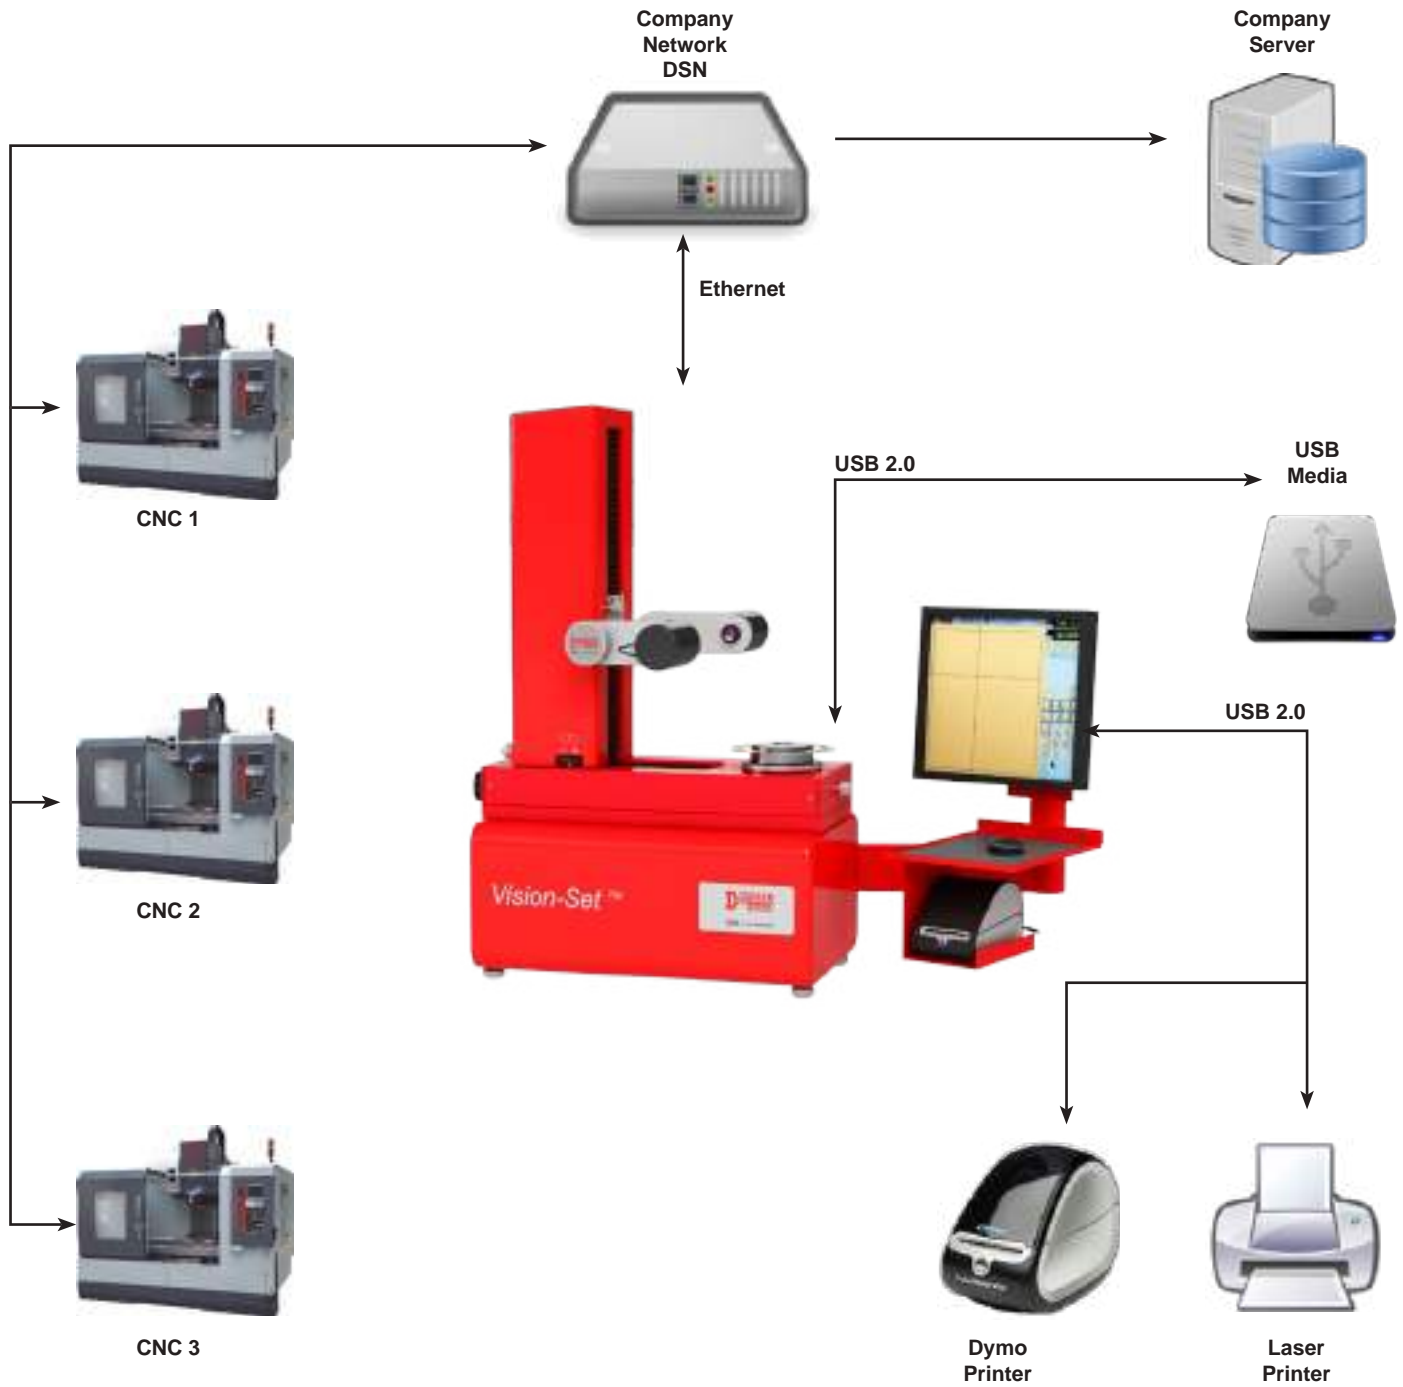 Company
Network
DSN
Company
Server
Ethernet
CNC 1
USB 2.0
USB
Media
USB 2.0
CNC 2
Vision-Set ™
CNC 3
Dymo
Printer
Laser
Printer